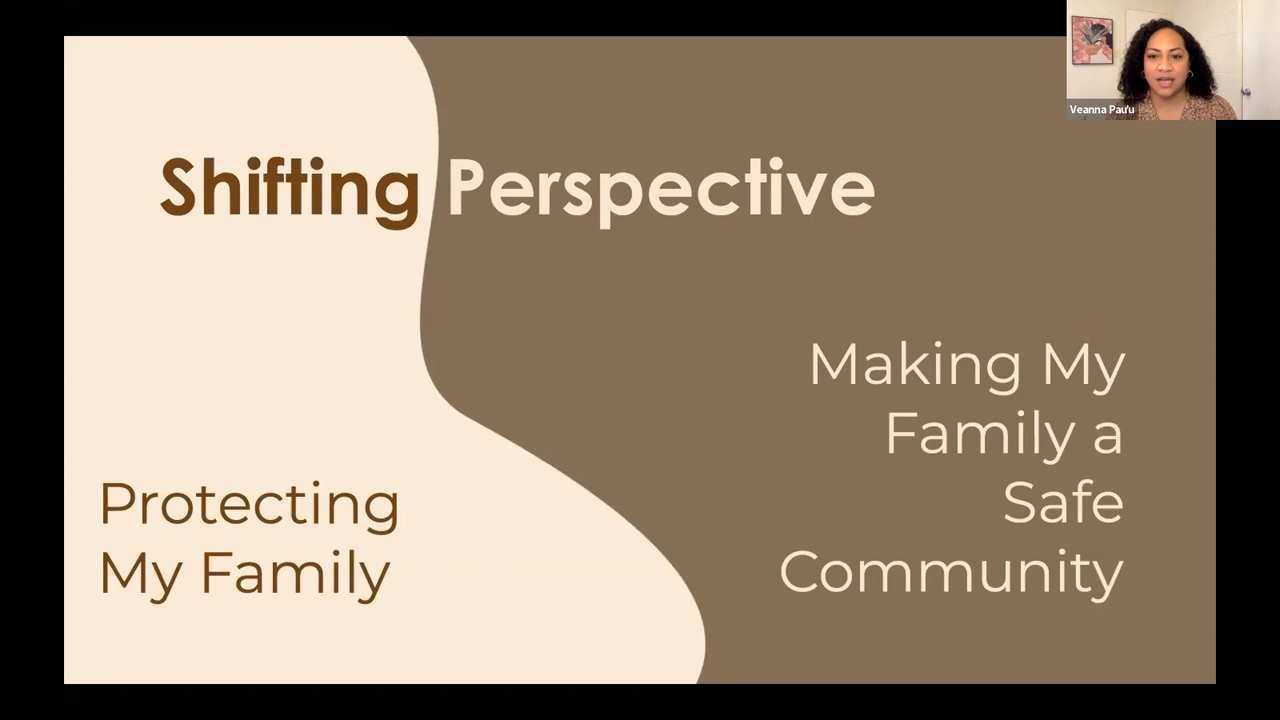 Shifting Perspective
Protecting
My Family
Making My
Family a
Safe
Community
Veanna Pau'u